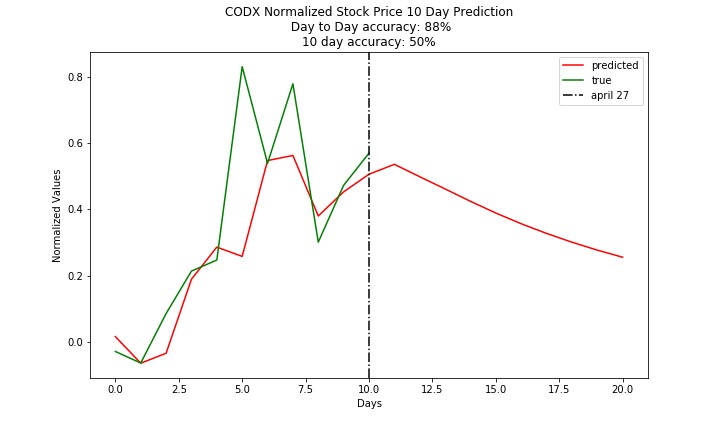 CODX Normalized Stock Price 10 Day Prediction
Day to Day accuracy: 88%
10 day accuracy: 50%
predicted
true
april 27
0.8
0.6
0.4
0.2
0.0
Normalized Values
0.0 2.5 5.0 7.5 10.0 12.5 15.0 17.5 20.0
Days